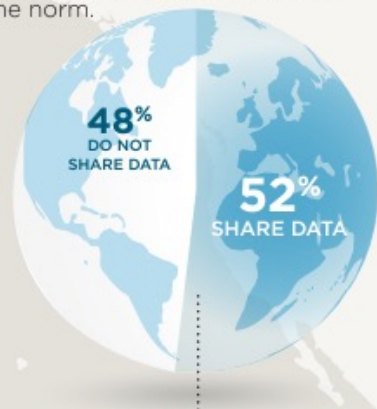 the norm.
48%
DO NOT
SHARE DATA
52%
SHARE DATA